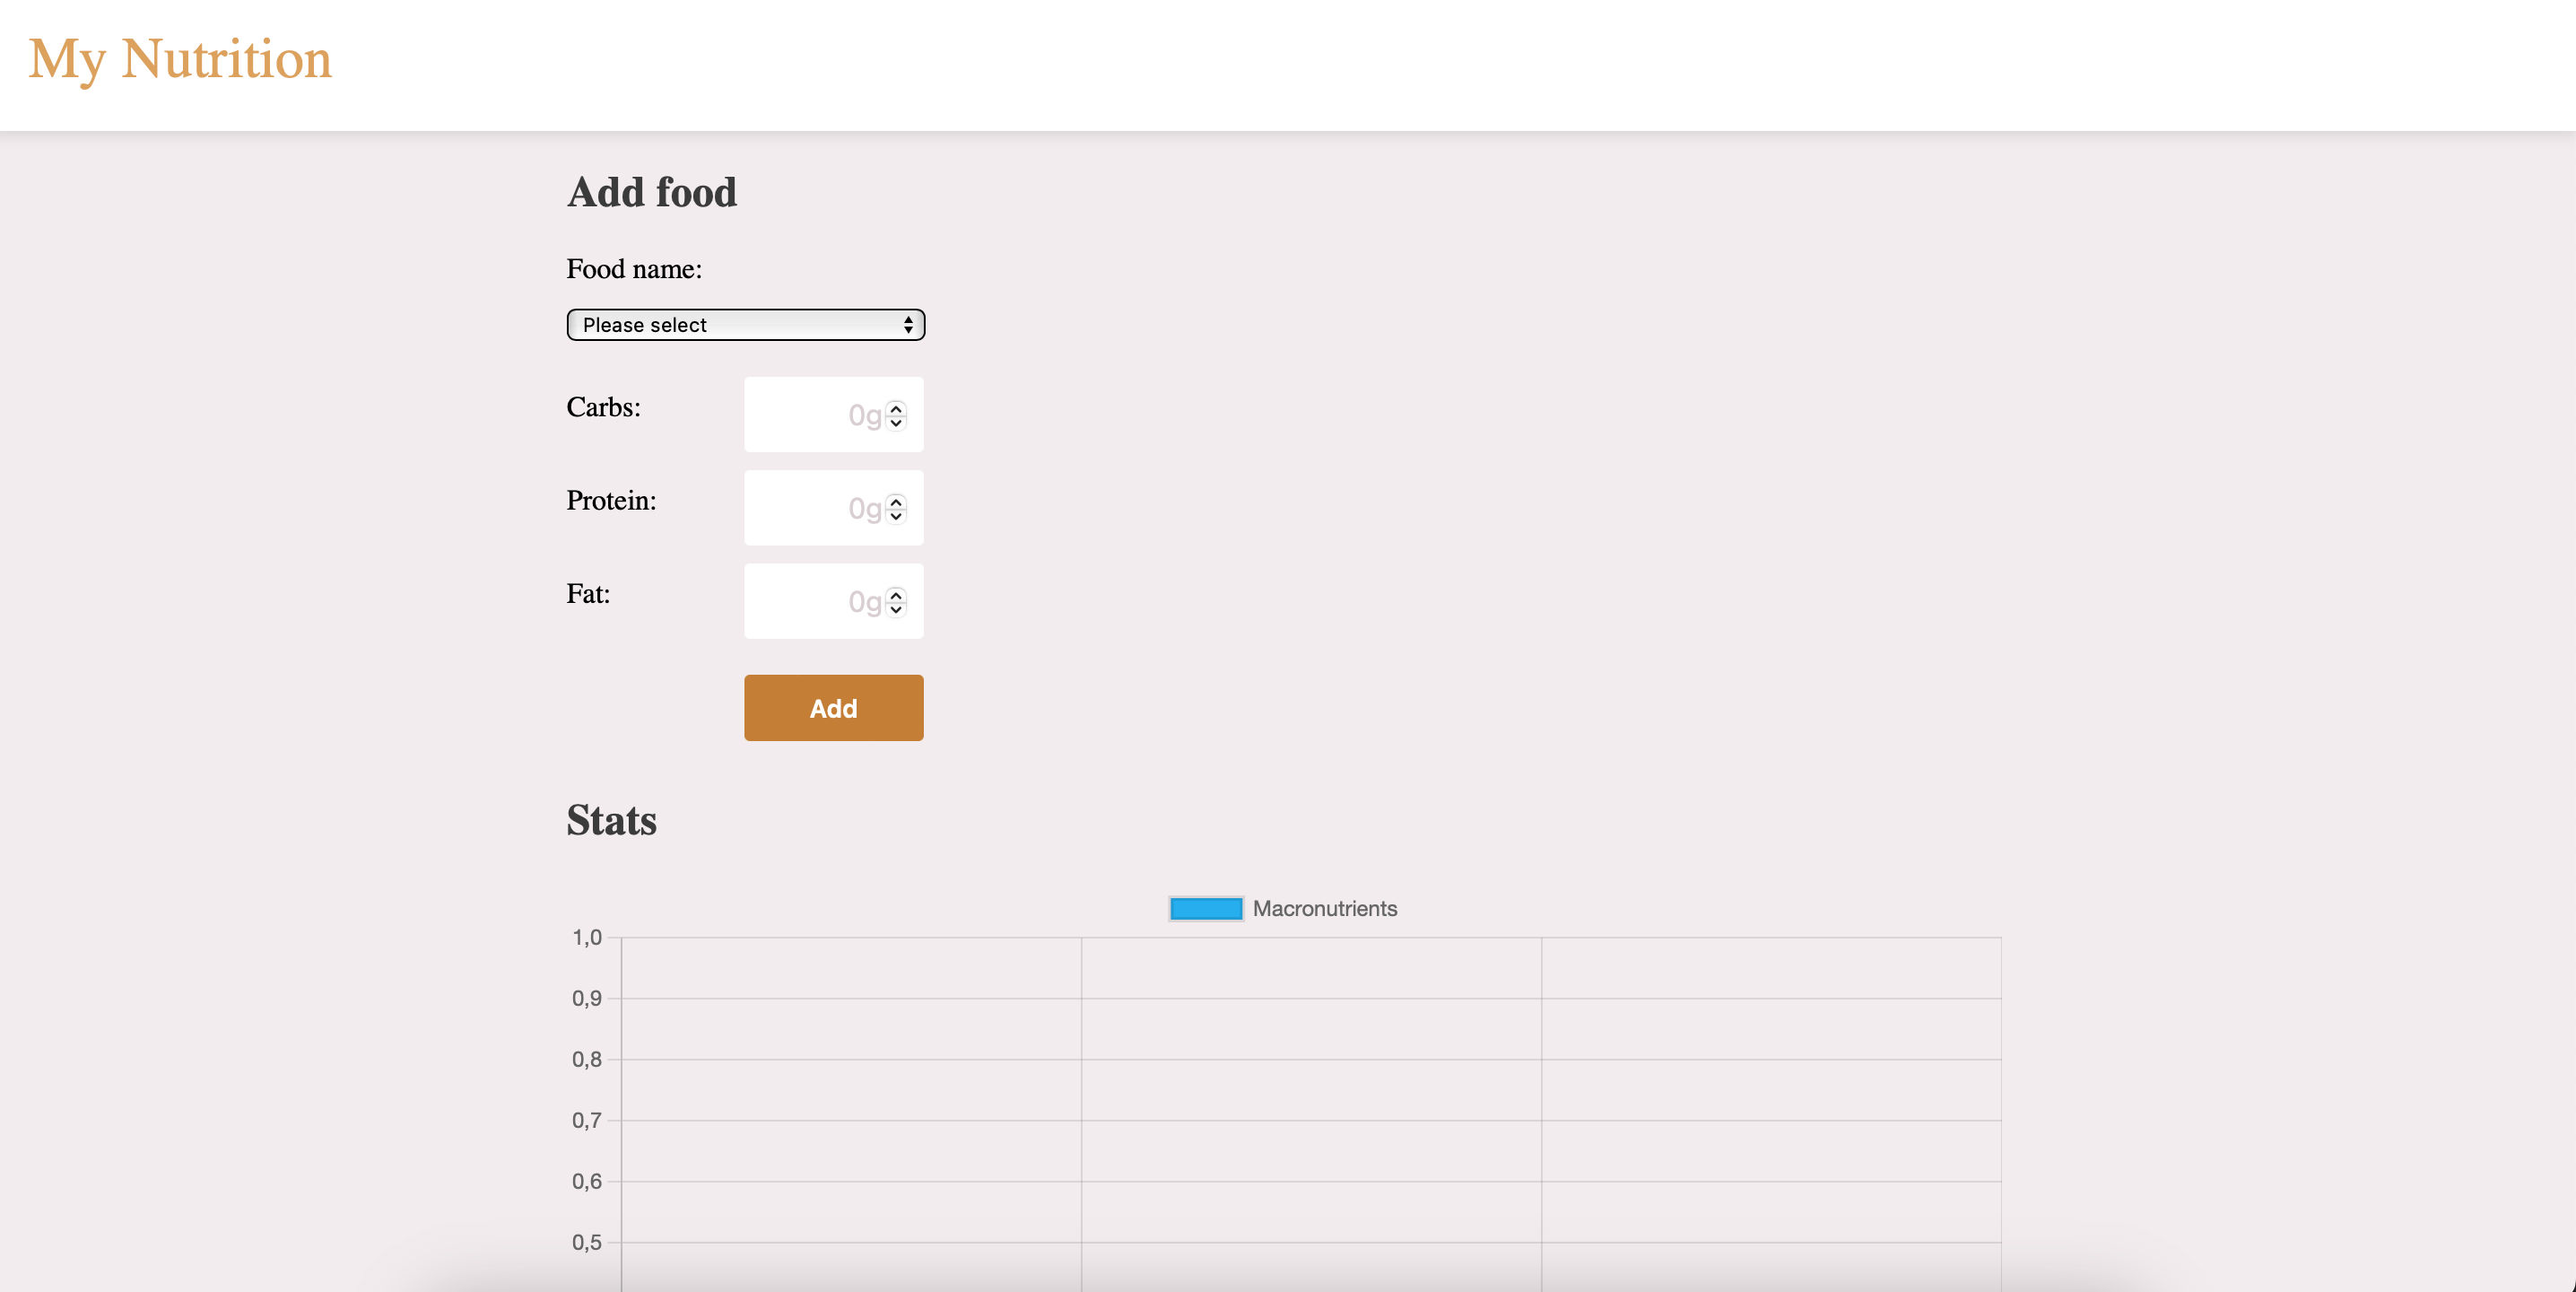 My Nutrition
Add food
Food name:
Please select
Carbs:
0g
Protein:
0g
Fat:
0g
Add
Stats
Macronutrients
1,0
0,9
0,8
0,7
0,6
0,5